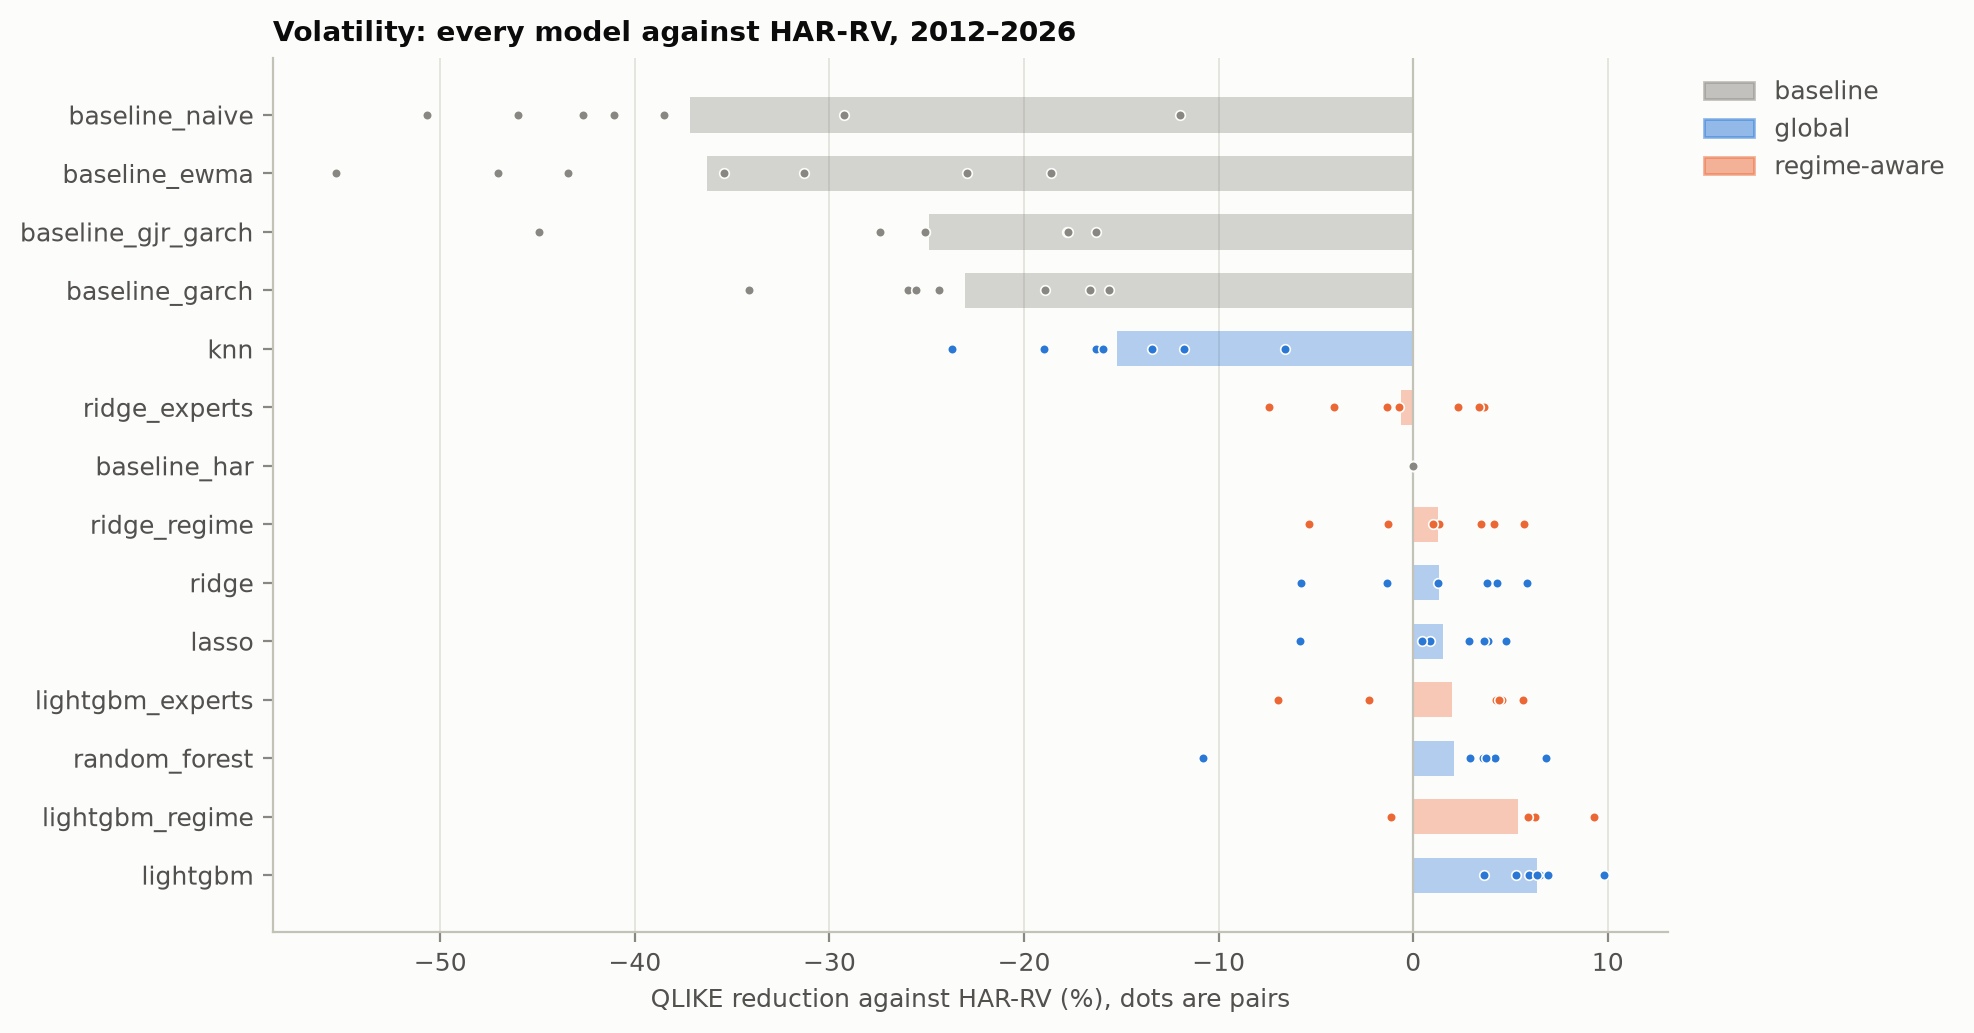 Volatility: every model against HAR-RV, 2012–2026
baseline_naive
baseline_ewma
baseline_gjr_garch
baseline_garch
knn
ridge_experts
baseline_har
ridge_regime
ridge
lasso
lightgbm_experts
random_forest
lightgbm_regime
lightgbm
−50 −40 −30 −20 −10 0 10
QLIKE reduction against HAR-RV (%), dots are pairs
baseline
global
regime-aware